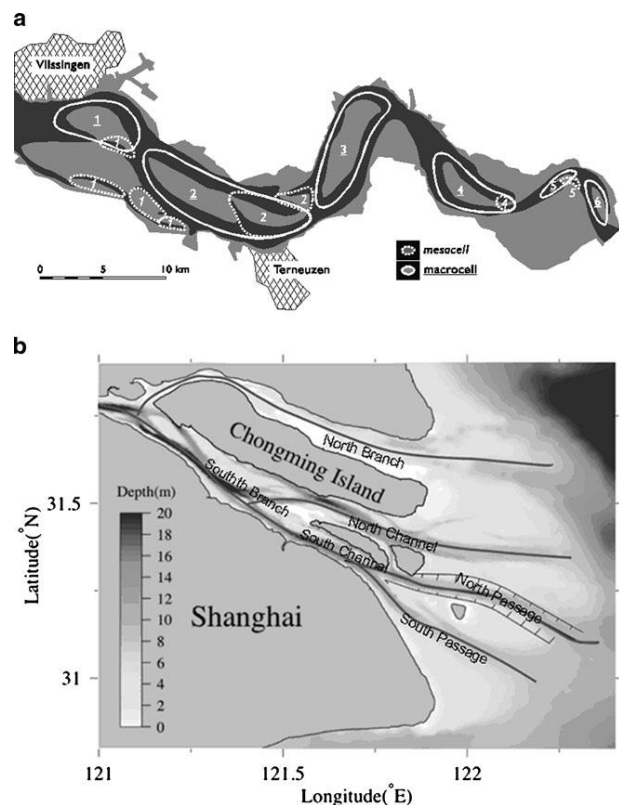 a
Vlissingen
1
1
1
1
1
2
2
2
3
4
4
5
5
6
0 5 10 km
Terneuzen
mesocell
macrocell
b
North Branch
Chongming Island
Southth Branch
North Channel
South Channel
North Passage
South Passage
Shanghai
Depth(m)
20
18
16
14
12
10
8
6
4
2
0
Latitude(°N)
31.5
31
121 121.5 122
Longitude(°E)